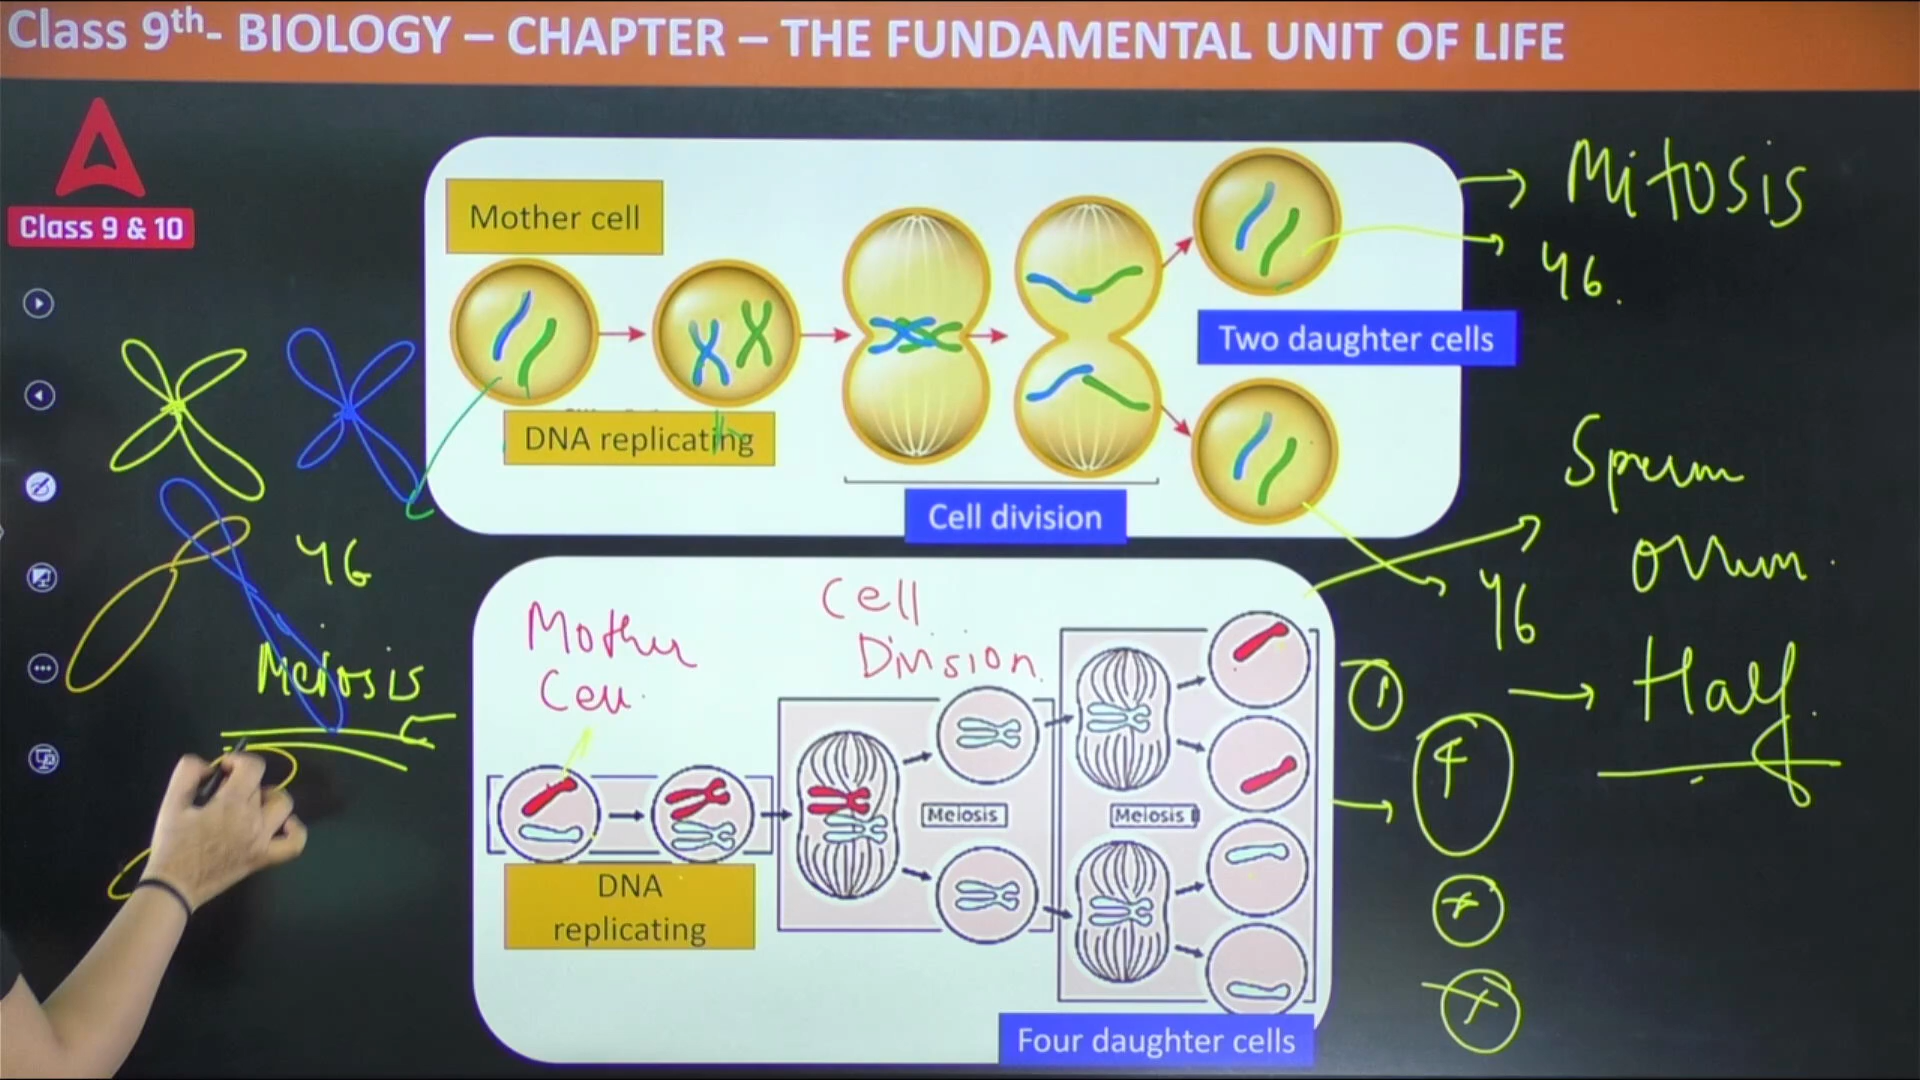 Class 9th- BIOLOGY – CHAPTER – THE FUNDAMENTAL UNIT OF LIFE
Class 9 & 10
Mother cell
DNA replicating
Cell division
Two daughter cells
Mitosis
46.
46
Sperm
Half
46
Meiosis
Mother
Cell
Cell
Division
DNA
replicating
Meiosis
Meiosis II
Four daughter cells